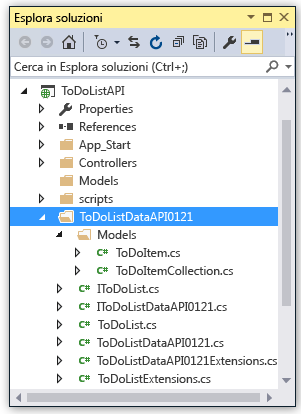 Esplora soluzioni
Cerca in Esplora soluzioni (Ctrl+;)
ToDoListAPI
Properties
References
App_Start
Controllers
Models
scripts
ToDoListDataAPI0121
Models
C# ToDoItem.cs
C# ToDoItemCollection.cs
C# IToDoList.cs
C# IToDoListDataAPI0121.cs
C# ToDoList.cs
C# ToDoListDataAPI0121.cs
C# ToDoListDataAPI0121Extensions.cs
C# ToDoListExtensions.cs